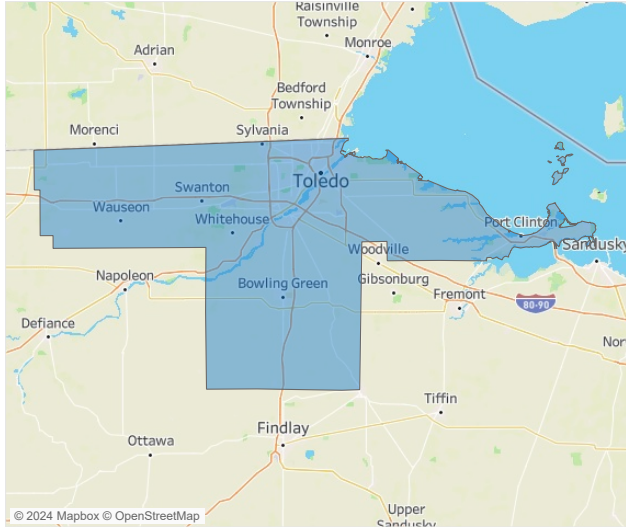 Raisinville
Township
Adrian
Monroe
Bedford
Township
Morenci
Sylvania
Toledo
Swanton
Wauseon
Whitehouse
Port Clinton
Woodville
Sandusky
Napoleon
Bowling Green
Gibsonburg
Fremont
80-90
Defiance
Nor
Tiffin
Findlay
Ottawa
Upper
Sandusky
© 2024 Mapbox © OpenStreetMap